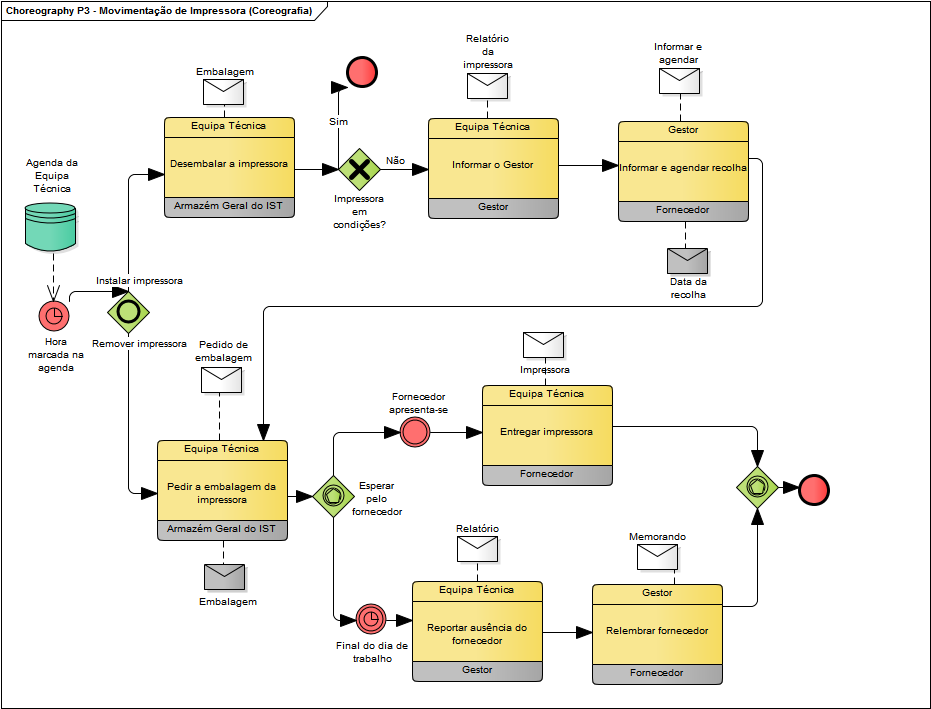 Choreography P3 - Movimentação de Impressora (Coreografia)
Embalagem
Equipa Técnica
Desembalar a impressora
Armazém Geral do IST
Sim
Impressora
em
condições?
Não
Relatório
da
impressora
Equipa Técnica
Informar o Gestor
Gestor
Informar e
agendar
Gestor
Informar e agendar recolha
Fornecedor
Data da
recolha
Agenda da
Equipa
Técnica
Hora
marcada na
agenda
Instalar impressora
Remover impressora
Pedido de
embalagem
Equipa Técnica
Pedir a embalagem da
impressora
Armazém Geral do IST
Embalagem
Esperar
pelo
fornecedor
Fornecedor
apresenta-se
Impressora
Equipa Técnica
Entregar impressora
Fornecedor
Final do dia de
trabalho
Relatório
Equipa Técnica
Reportar ausência do
fornecedor
Gestor
Memorando
Gestor
Relembrar fornecedor
Fornecedor